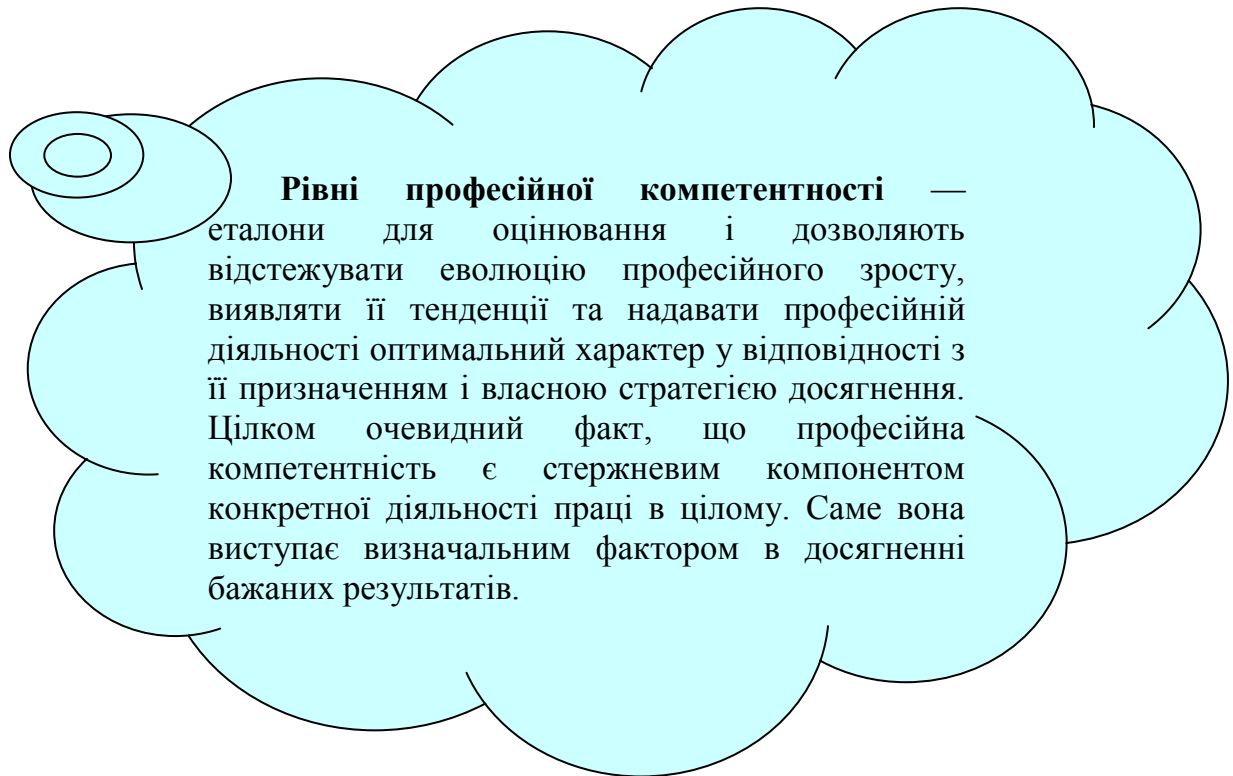 Рівні професійної компетентності —
еталони для оцінювання і дозволяють
відстежувати еволюцію професійного зросту,
виявляти її тенденції та надавати професійній
діяльності оптимальний характер у відповідності з
її призначенням і власною стратегією досягнення.
Цілком очевидний факт, що професійна
компетентність є стержневим компонентом
конкретної діяльності праці в цілому. Саме вона
виступає визначальним фактором в досягненні
бажаних результатів.